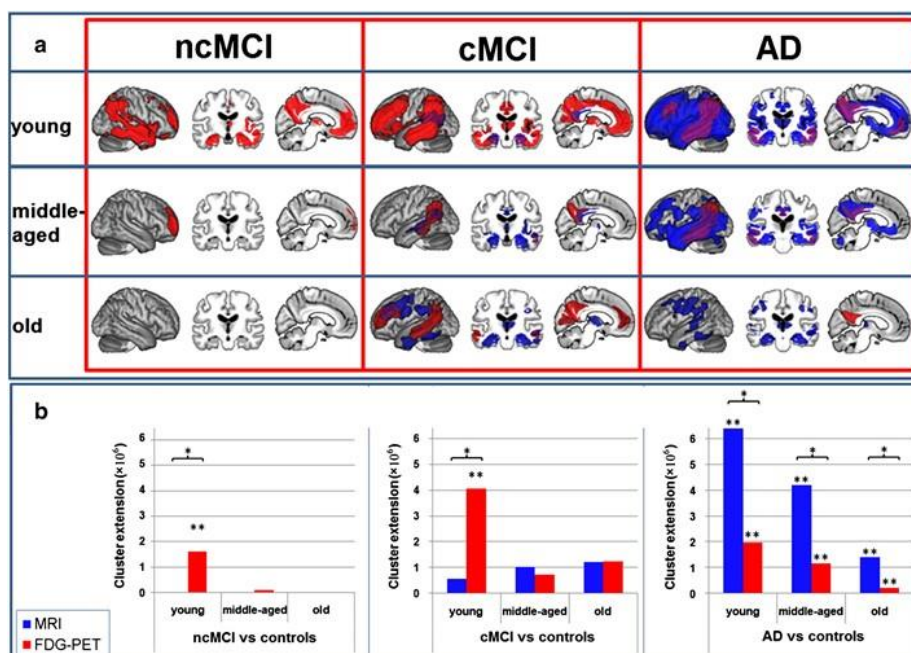 a
ncMCI
cMCI
AD
young
middle-
aged
old
b
Cluster extension (×10⁶)
6
5
4
3
2
1
0
*
**
young
middle-aged
old
ncMCI vs controls
Cluster extension (×10⁶)
6
5
4
3
2
1
0
*
**
young
middle-aged
old
cMCI vs controls
Cluster extension (×10⁶)
6
5
4
3
2
1
0
*
**
**
*
**
**
*
**
**
young
middle-aged
old
AD vs controls
MRI
FDG-PET